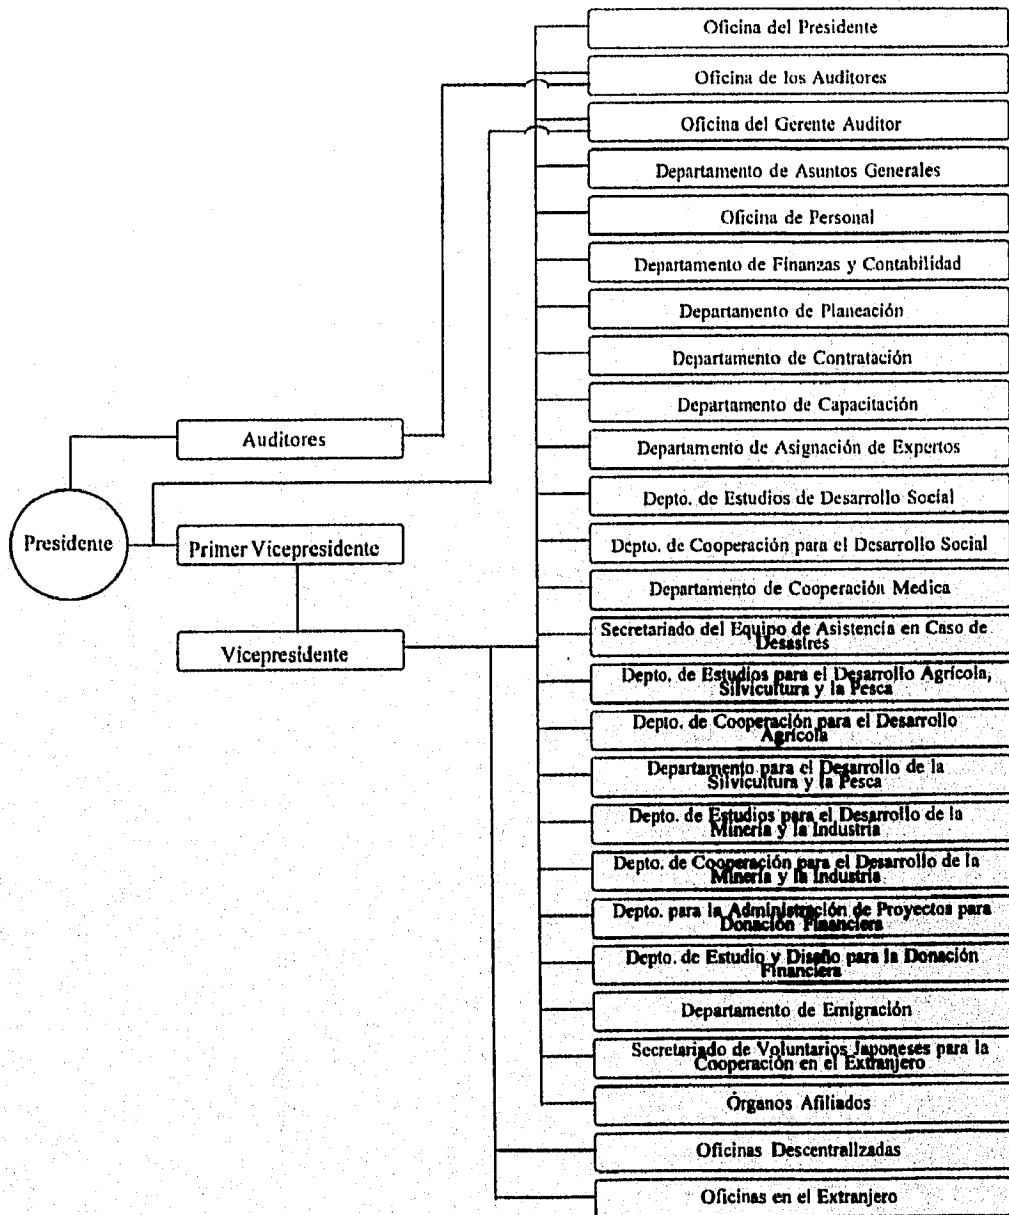 Oficina del Presidente
Oficina de los Auditores
Oficina del Gerente Auditor
Departamento de Asuntos Generales
Oficina de Personal
Departamento de Finanzas y Contabilidad
Departamento de Planeación
Departamento de Contratación
Departamento de Capacitación
Departamento de Asignación de Expertos
Depto. de Estudios de Desarrollo Social
Depto. de Cooperación para el Desarrollo Social
Departamento de Cooperación Medica
Secretariado del Equipo de Asistencia en Caso de
Desastres
Depto. de Estudios para el Desarrollo Agrícola,
Silvicultura y la Pesca
Depto. de Cooperación para el Desarrollo
Agrícola
Departamento para el Desarrollo de la
Silvicultura y la Pesca
Depto. de Estudios para el Desarrollo de la
Minería y la Industria
Depto. de Cooperación para el Desarrollo de la
Minería y la Industria
Depto. para la Administración de Proyectos para
Donación Financiera
Depto. de Estudio y Diseño para la Donación
Financiera
Departamento de Emigración
Secretariado de Voluntarios Japoneses para la
Cooperación en el Extranjero
Órganos Afiliados
Oficinas Descentralizadas
Oficinas en el Extranjero
Auditores
Presidente
Primer Vicepresidente
Vicepresidente